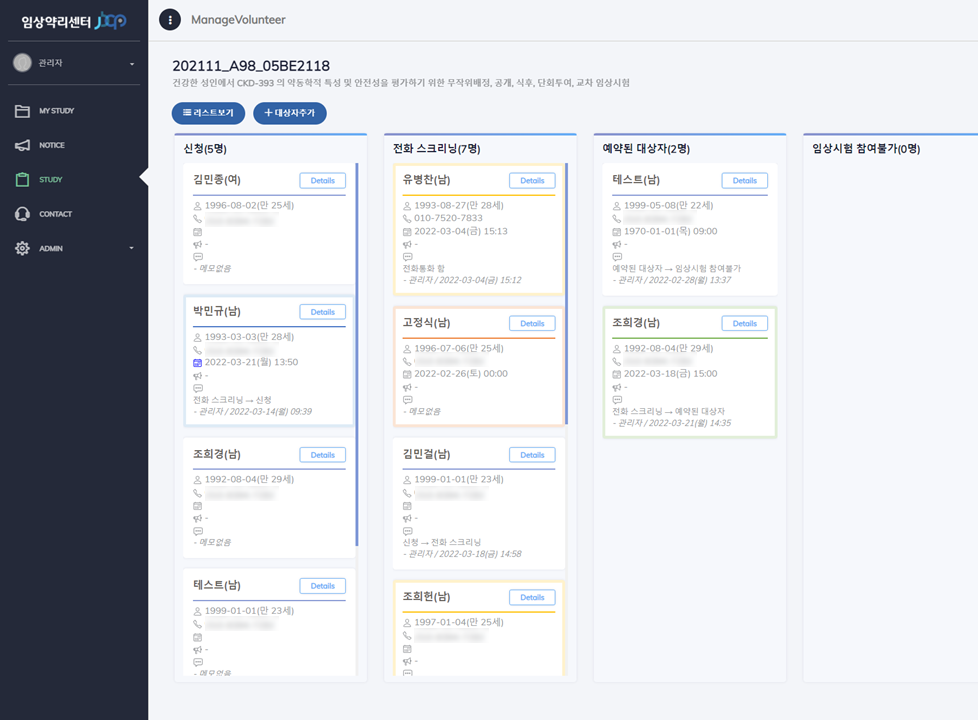 임상약리센터
ManageVolunteer
관리자
MY STUDY
NOTICE
STUDY
CONTACT
ADMIN
202111_A98_05BE2118
건강한 성인에서 CKD-393 의 약동학적 특성 및 안전성을 평가하기 위한 무작위배정, 공개, 식후, 단회투여, 교차 임상시험
리스트보기
+ 대상자추가
신청(5명)
김민종(여)
Details
1996-08-02(만 25세)
-
- 메모없음
박민규(남)
Details
1993-03-03(만 28세)
2022-03-21(월) 13:50
-
전화 스크리닝 → 신청
- 관리자 / 2022-03-14(월) 09:39
조희경(남)
Details
1992-08-04(만 29세)
-
- 메모없음
테스트(남)
Details
1999-01-01(만 23세)
-
- 메모없음
전화 스크리닝(7명)
유병찬(남)
Details
1993-08-27(만 28세)
010-7520-7833
2022-03-04(금) 15:13
-
전화통화 함
- 관리자 / 2022-03-04(금) 15:12
고정식(남)
Details
1996-07-06(만 25세)
2022-02-26(토) 00:00
-
- 메모없음
김민걸(남)
Details
1999-01-01(만 23세)
-
신청 → 전화 스크리닝
- 관리자 / 2022-03-18(금) 14:58
조희헌(남)
Details
1997-01-04(만 25세)
-
예약된 대상자(2명)
테스트(남)
Details
1999-05-08(만 22세)
1970-01-01(목) 09:00
-
예약된 대상자 → 임상시험 참여불가
- 관리자 / 2022-02-28(월) 13:37
조희경(남)
Details
1992-08-04(만 29세)
2022-03-18(금) 15:00
-
전화 스크리닝 → 예약된 대상자
- 관리자 / 2022-03-21(월) 14:35
임상시험 참여불가(0명)